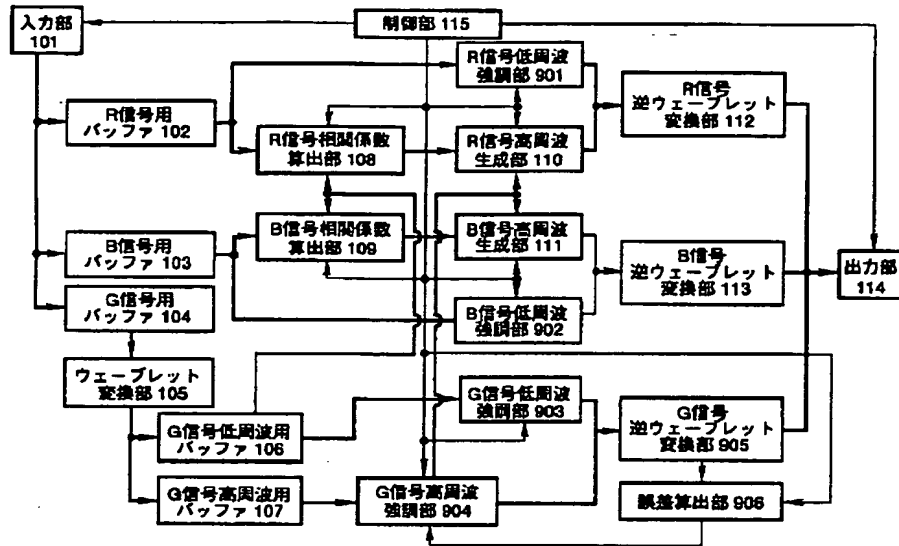 入力部
101
制御部 115
R信号低周波
強調部 901
R信号用
バッファ 102
R信号相関係数
算出部 108
R信号高周波
生成部 110
R信号
逆ウェーブレット
変換部 112
B信号用
バッファ 103
B信号相関係数
算出部 109
B信号高周波
生成部 111
B信号
逆ウェーブレット
変換部 113
出力部
114
G信号用
バッファ 104
B信号低周波
強調部 902
ウェーブレット
変換部 105
G信号低周波用
バッファ 106
G信号低周波
強調部 903
G信号
逆ウェーブレット
変換部 905
G信号高周波用
バッファ 107
G信号高周波
強調部 904
誤差算出部 906